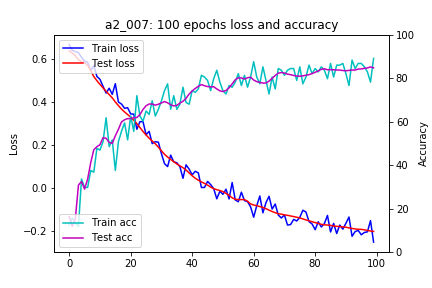 a2_007: 100 epochs loss and accuracy
Train loss
Test loss
Train acc
Test acc
Loss
0.6
0.4
0.2
0.0
−0.2
Accuracy
100
80
60
40
20
0
0 20 40 60 80 100